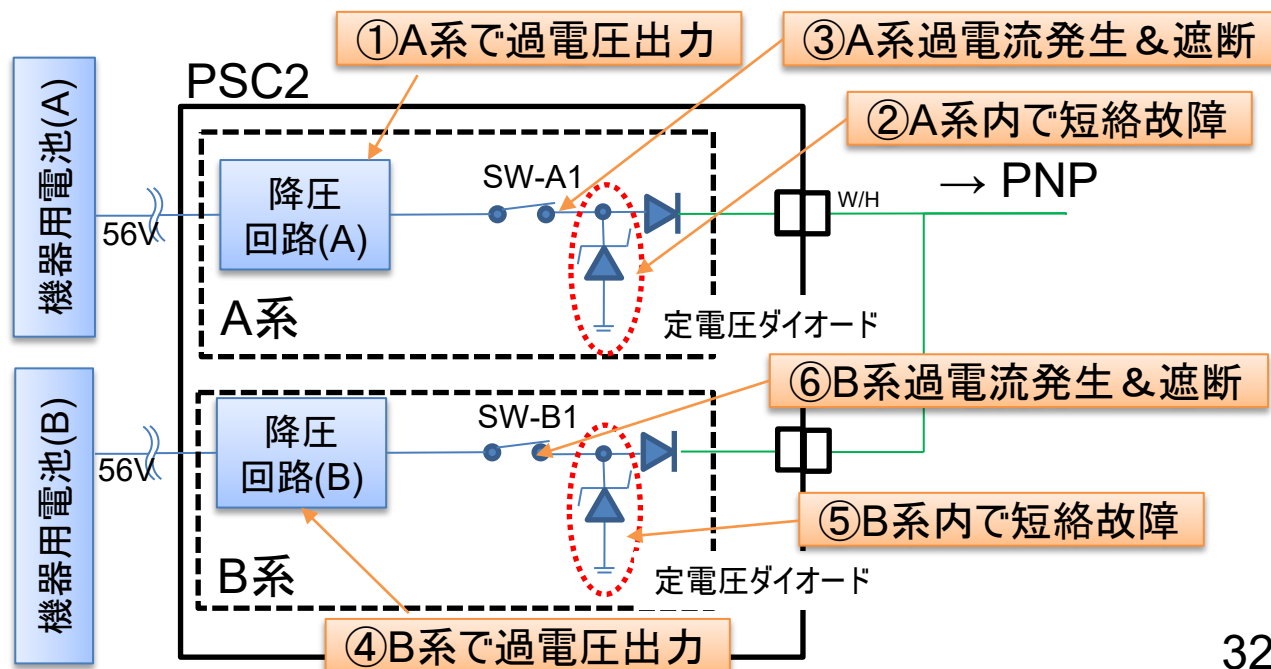 ①A系で過電圧出力
③A系過電流発生＆遮断
PSC2
②A系内で短絡故障
機器用電池(A)
56V
降圧
回路(A)
SW-A1
W/H
→ PNP
A系
定電圧ダイオード
⑥B系過電流発生＆遮断
機器用電池(B)
56V
降圧
回路(B)
SW-B1
⑤B系内で短絡故障
B系
定電圧ダイオード
④B系で過電圧出力
32